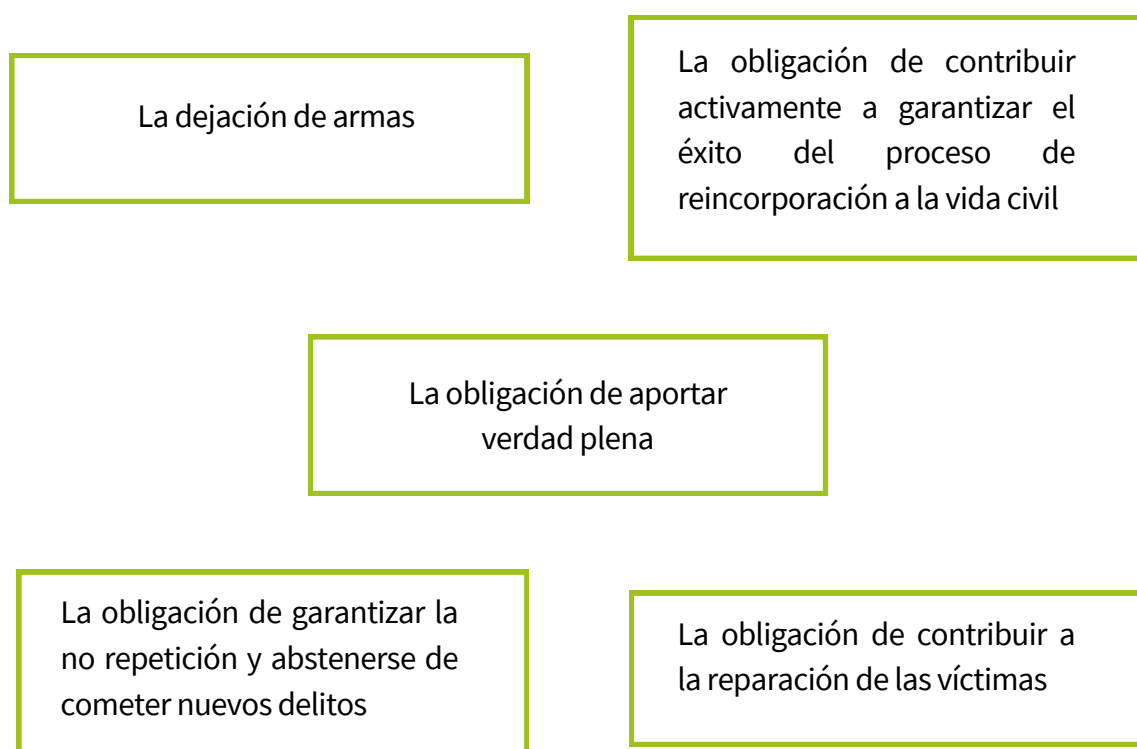 La dejación de armas
La obligación de contribuir
activamente a garantizar el
éxito del proceso de
reincorporación a la vida civil
La obligación de aportar
verdad plena
La obligación de garantizar la
no repetición y abstenerse de
cometer nuevos delitos
La obligación de contribuir a
la reparación de las víctimas